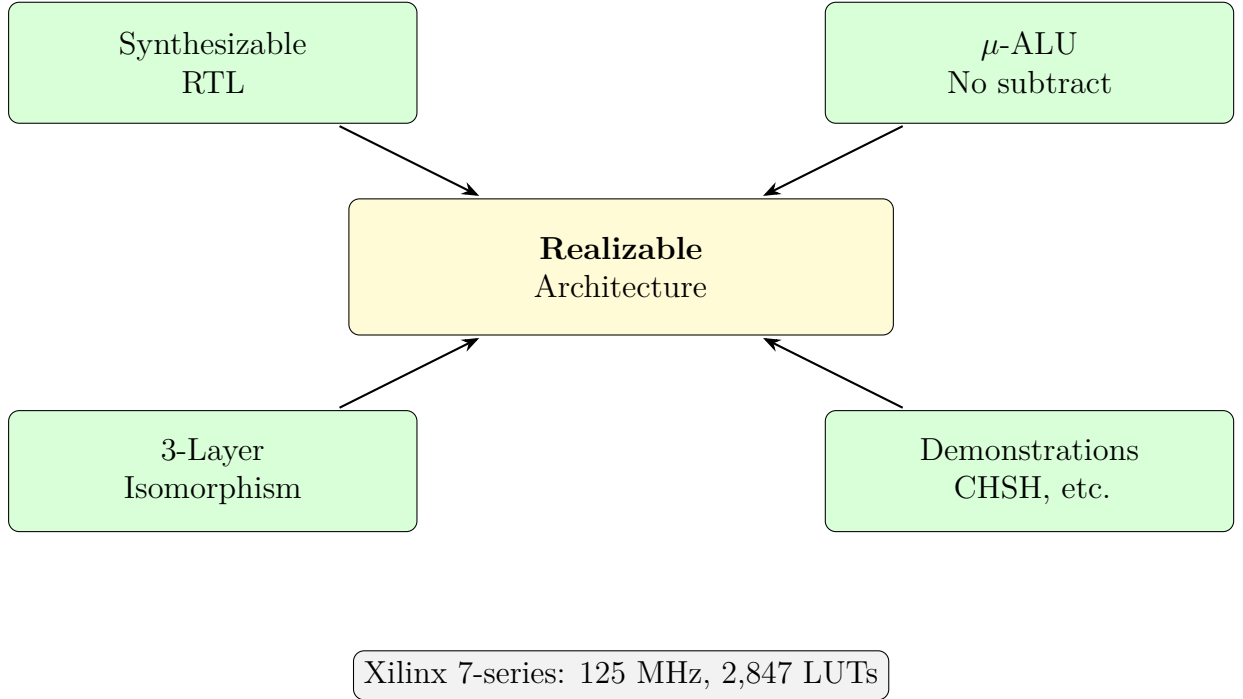 Synthesizable
RTL
μ-ALU
No subtract
Realizable
Architecture
3-Layer
Isomorphism
Demonstrations
CHSH, etc.
Xilinx 7-series: 125 MHz, 2,847 LUTs